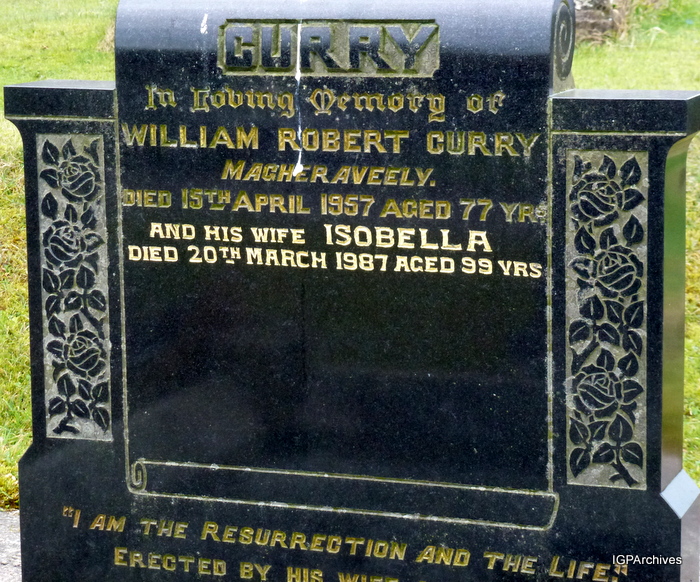 CURRY
In Loving Memory of
WILLIAM ROBERT CURRY
MAGHERAVEELY.
DIED 15TH APRIL 1957 AGED 77 YRS
AND HIS WIFE ISOBELLA
DIED 20TH MARCH 1987 AGED 99 YRS
"I AM THE RESURRECTION AND THE LIFE"
ERECTED BY HIS WIFE
IGPArchives